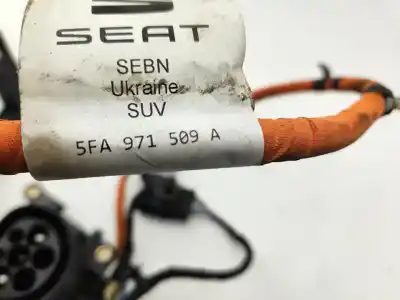 SEAT
SEBN
Ukraine
SUV
5FA 971 509 A